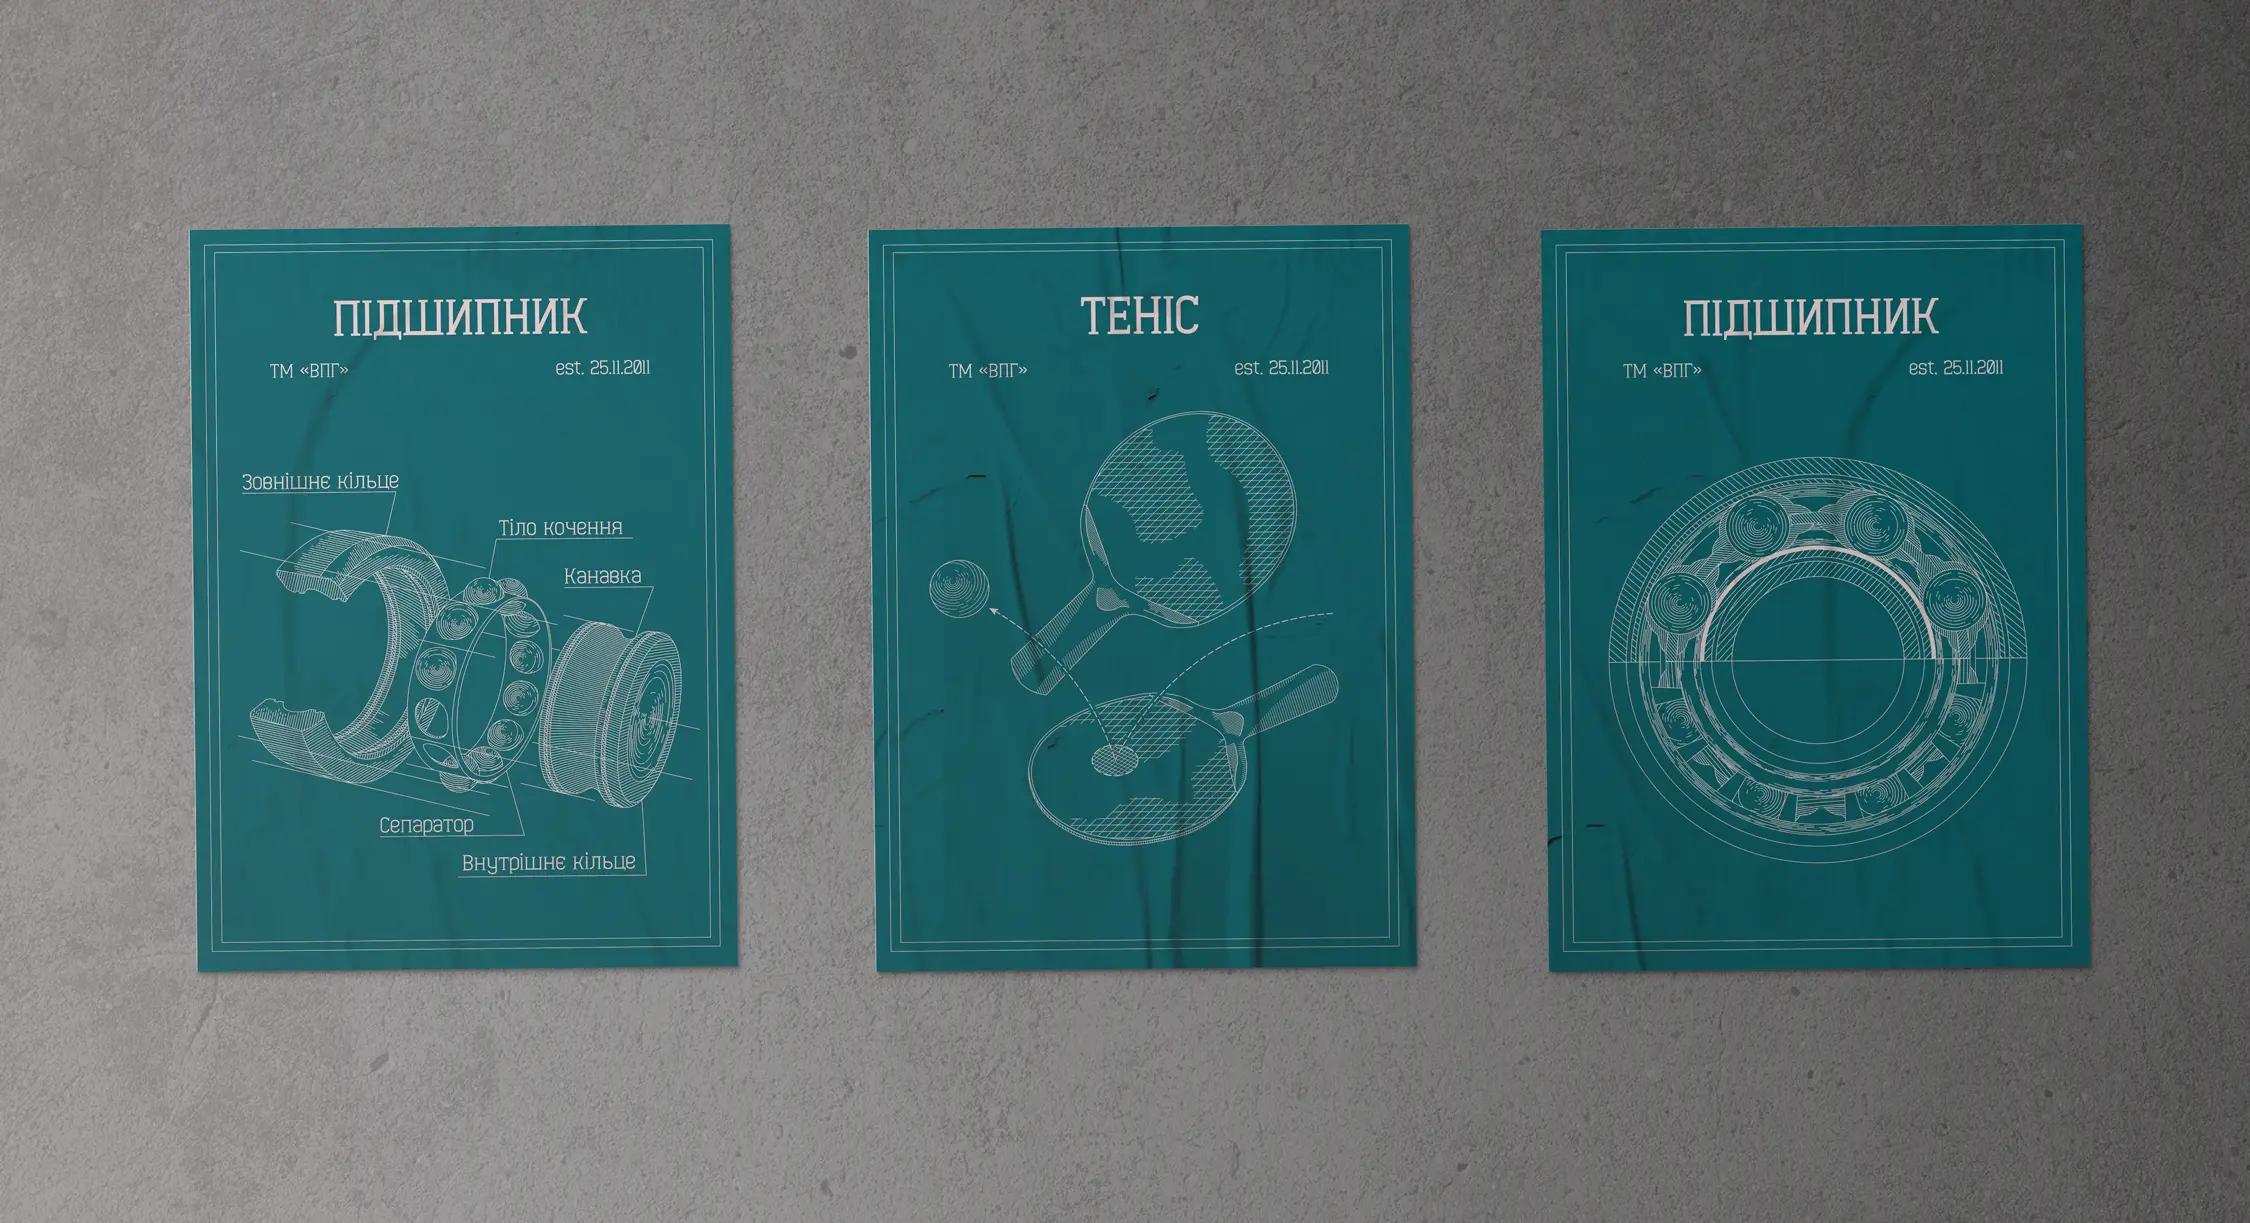 ПІДШИПНИК
ТМ «ВПГ» est. 25.11.2011
Зовнішнє кільце
Тіло кочення
Канавка
Сепаратор
Внутрішнє кільце
ТЕНІС
ТМ «ВПГ» est. 25.11.2011
ПІДШИПНИК
ТМ «ВПГ» est. 25.11.2011